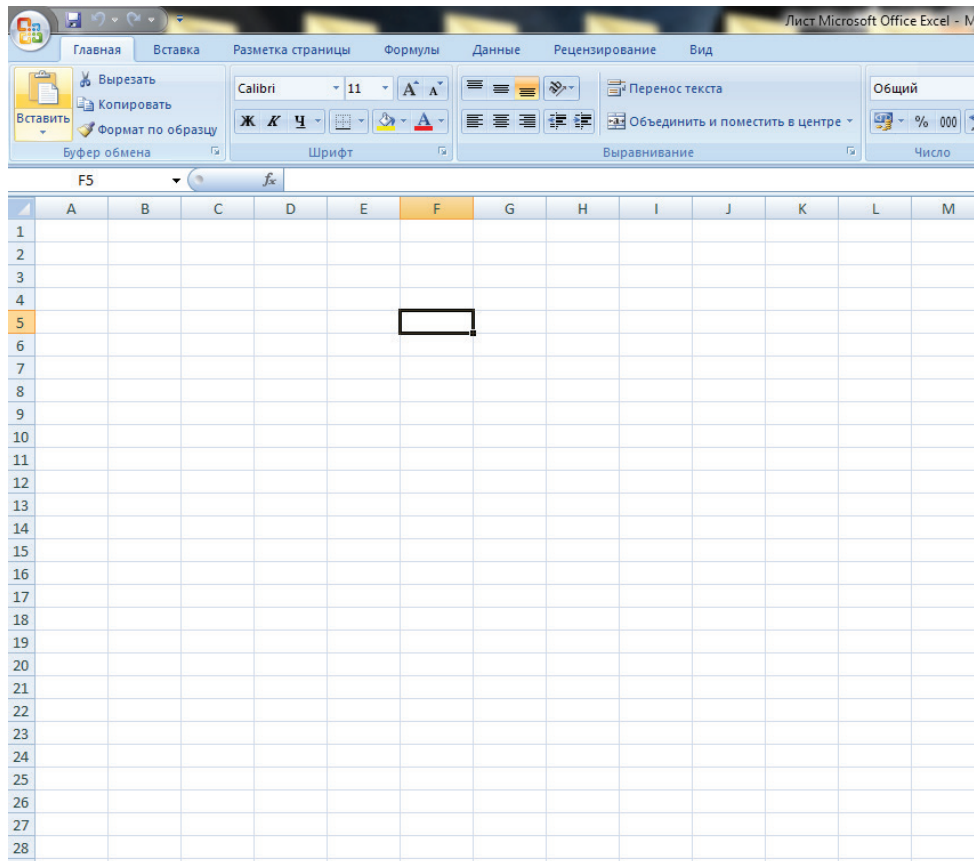 Лист Microsoft Office Excel - M
Главная Вставка Разметка страницы Формулы Данные Рецензирование Вид
Вставить
Вырезать
Копировать
Формат по образцу
Буфер обмена
Calibri 11 A A
Ж К Ч A
Шрифт
Перенос текста
Объединить и поместить в центре
Выравнивание
Общий
% 000
Число
F5 fx
A B C D E F G H I J K L M
1
2
3
4
5
6
7
8
9
10
11
12
13
14
15
16
17
18
19
20
21
22
23
24
25
26
27
28